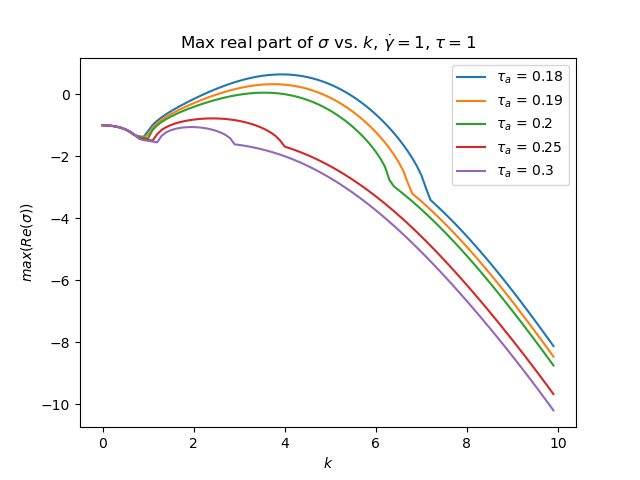 Max real part of σ vs. k, γ̇ = 1, τ = 1
τₐ = 0.18
τₐ = 0.19
τₐ = 0.2
τₐ = 0.25
τₐ = 0.3
max(Re(σ))
0
−2
−4
−6
−8
−10
0 2 4 6 8 10
k